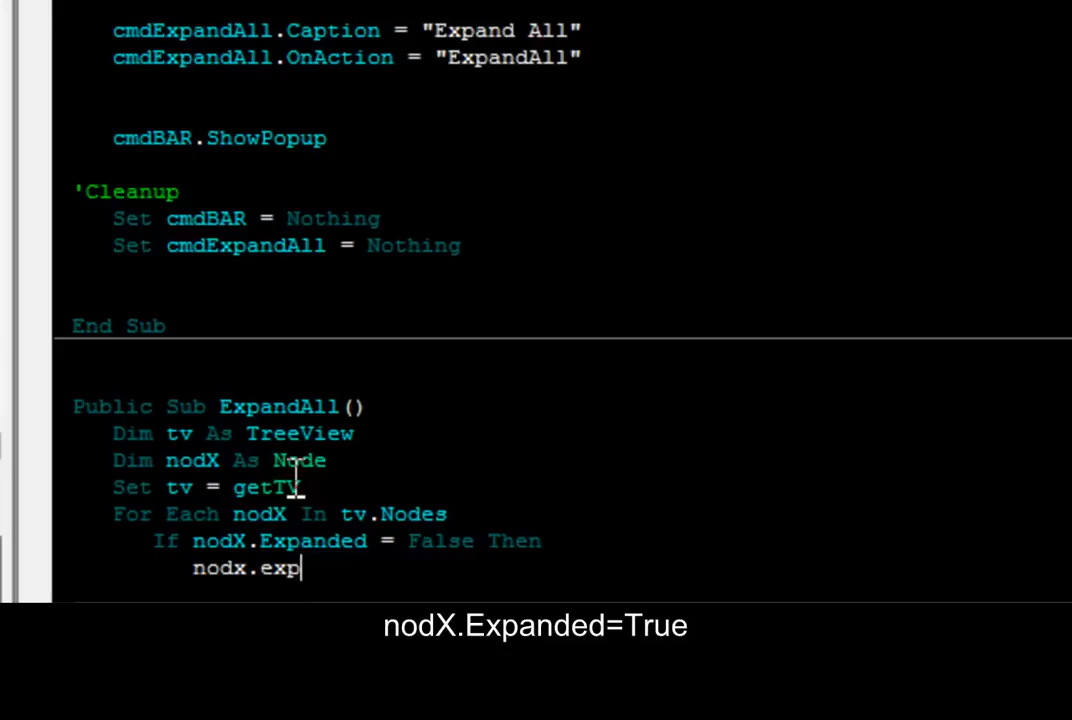 cmdExpandAll.Caption = "Expand All"
cmdExpandAll.OnAction = "ExpandAll"
cmdBAR.ShowPopup
'Cleanup
Set cmdBAR = Nothing
Set cmdExpandAll = Nothing
End Sub
Public Sub ExpandAll()
Dim tv As TreeView
Dim nodX As Node
Set tv = getTV
For Each nodX In tv.Nodes
If nodX.Expanded = False Then
nodx.exp
nodX.Expanded=True